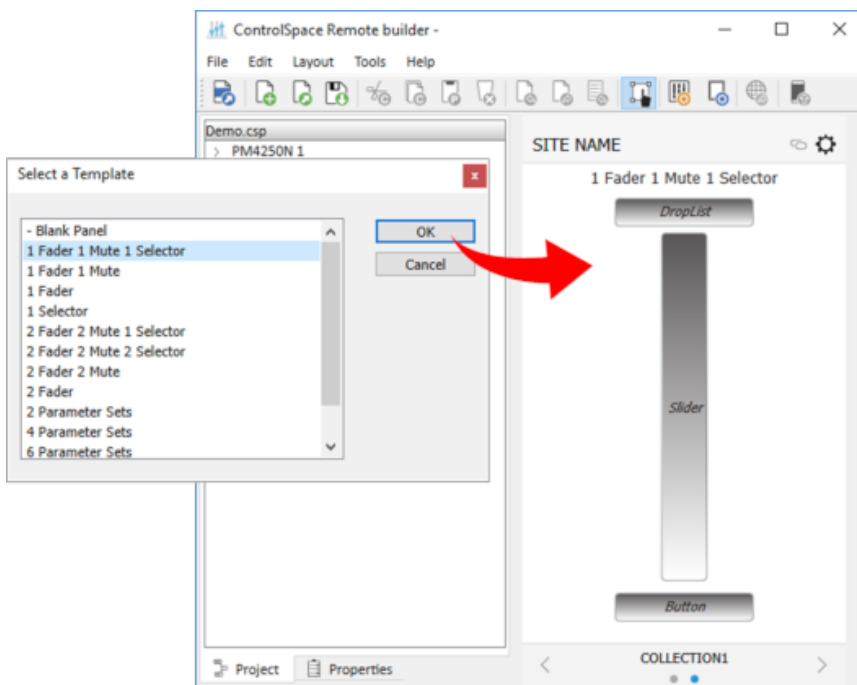 ControlSpace Remote builder -
File Edit Layout Tools Help
Demo.csp
PM4250N 1
Select a Template
- Blank Panel
1 Fader 1 Mute 1 Selector
1 Fader 1 Mute
1 Fader
1 Selector
2 Fader 2 Mute 1 Selector
2 Fader 2 Mute 2 Selector
2 Fader 2 Mute
2 Fader
2 Parameter Sets
4 Parameter Sets
6 Parameter Sets
OK
Cancel
SITE NAME
1 Fader 1 Mute 1 Selector
DropList
Slider
Button
COLLECTION1
Project Properties